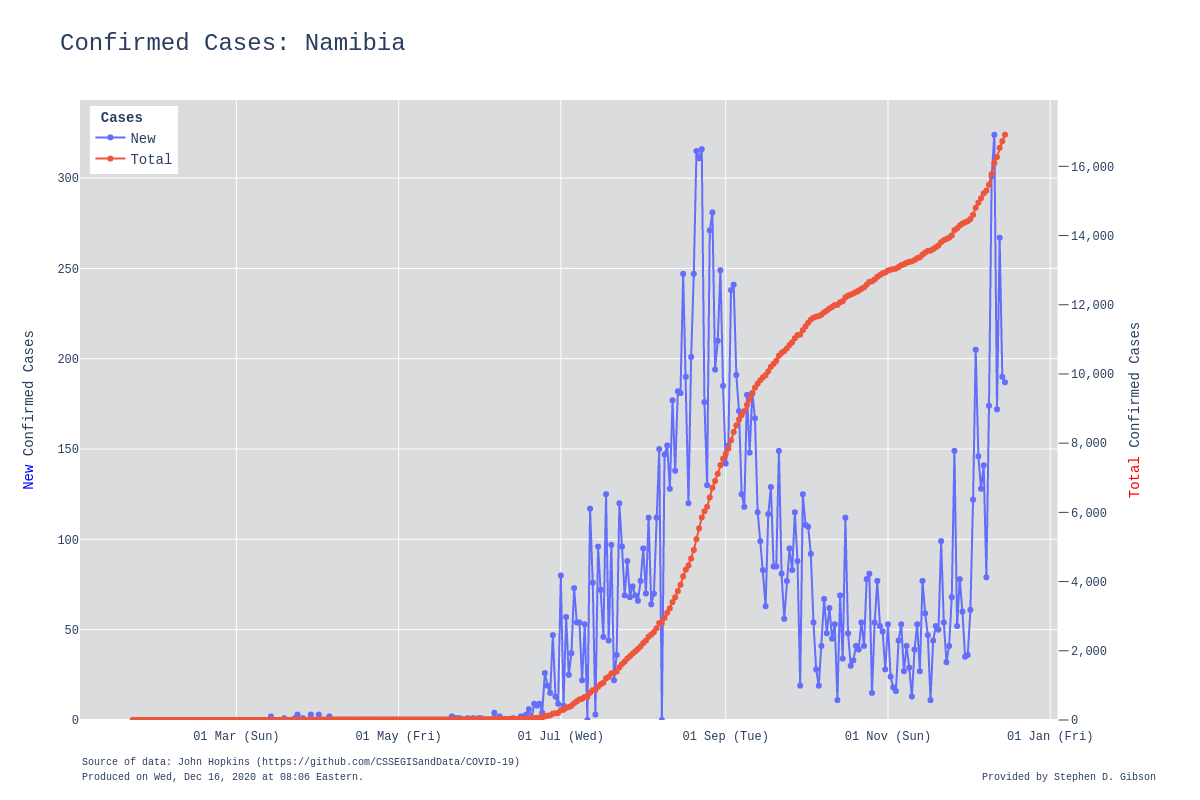 Confirmed Cases: Namibia
Cases
New
Total
300
250
200
150
100
50
0
16,000
14,000
12,000
10,000
8,000
6,000
4,000
2,000
0
New Confirmed Cases
Total Confirmed Cases
01 Mar (Sun) 01 May (Fri) 01 Jul (Wed) 01 Sep (Tue) 01 Nov (Sun) 01 Jan (Fri)
Source of data: John Hopkins (https://github.com/CSSEGISandData/COVID-19)
Produced on Wed, Dec 16, 2020 at 08:06 Eastern.
Provided by Stephen D. Gibson